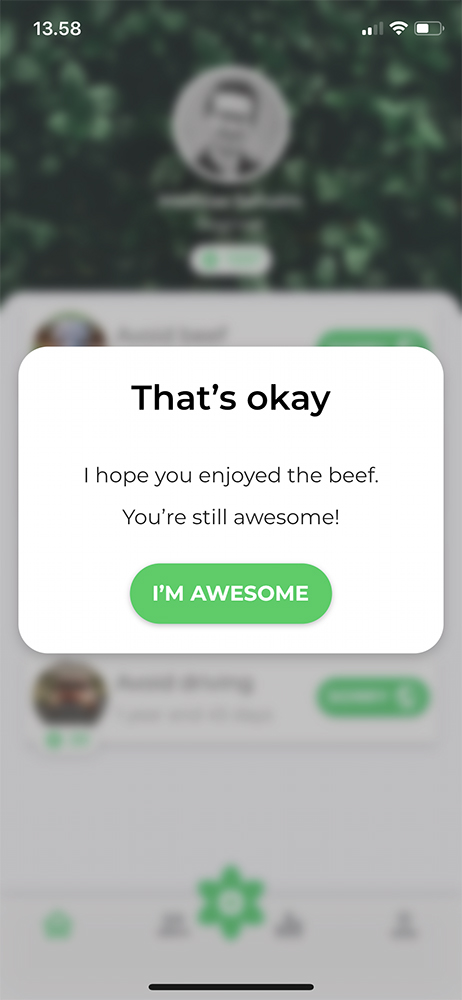 13.58
That’s okay
I hope you enjoyed the beef.
You’re still awesome!
I’M AWESOME
Avoid beef
Avoid driving